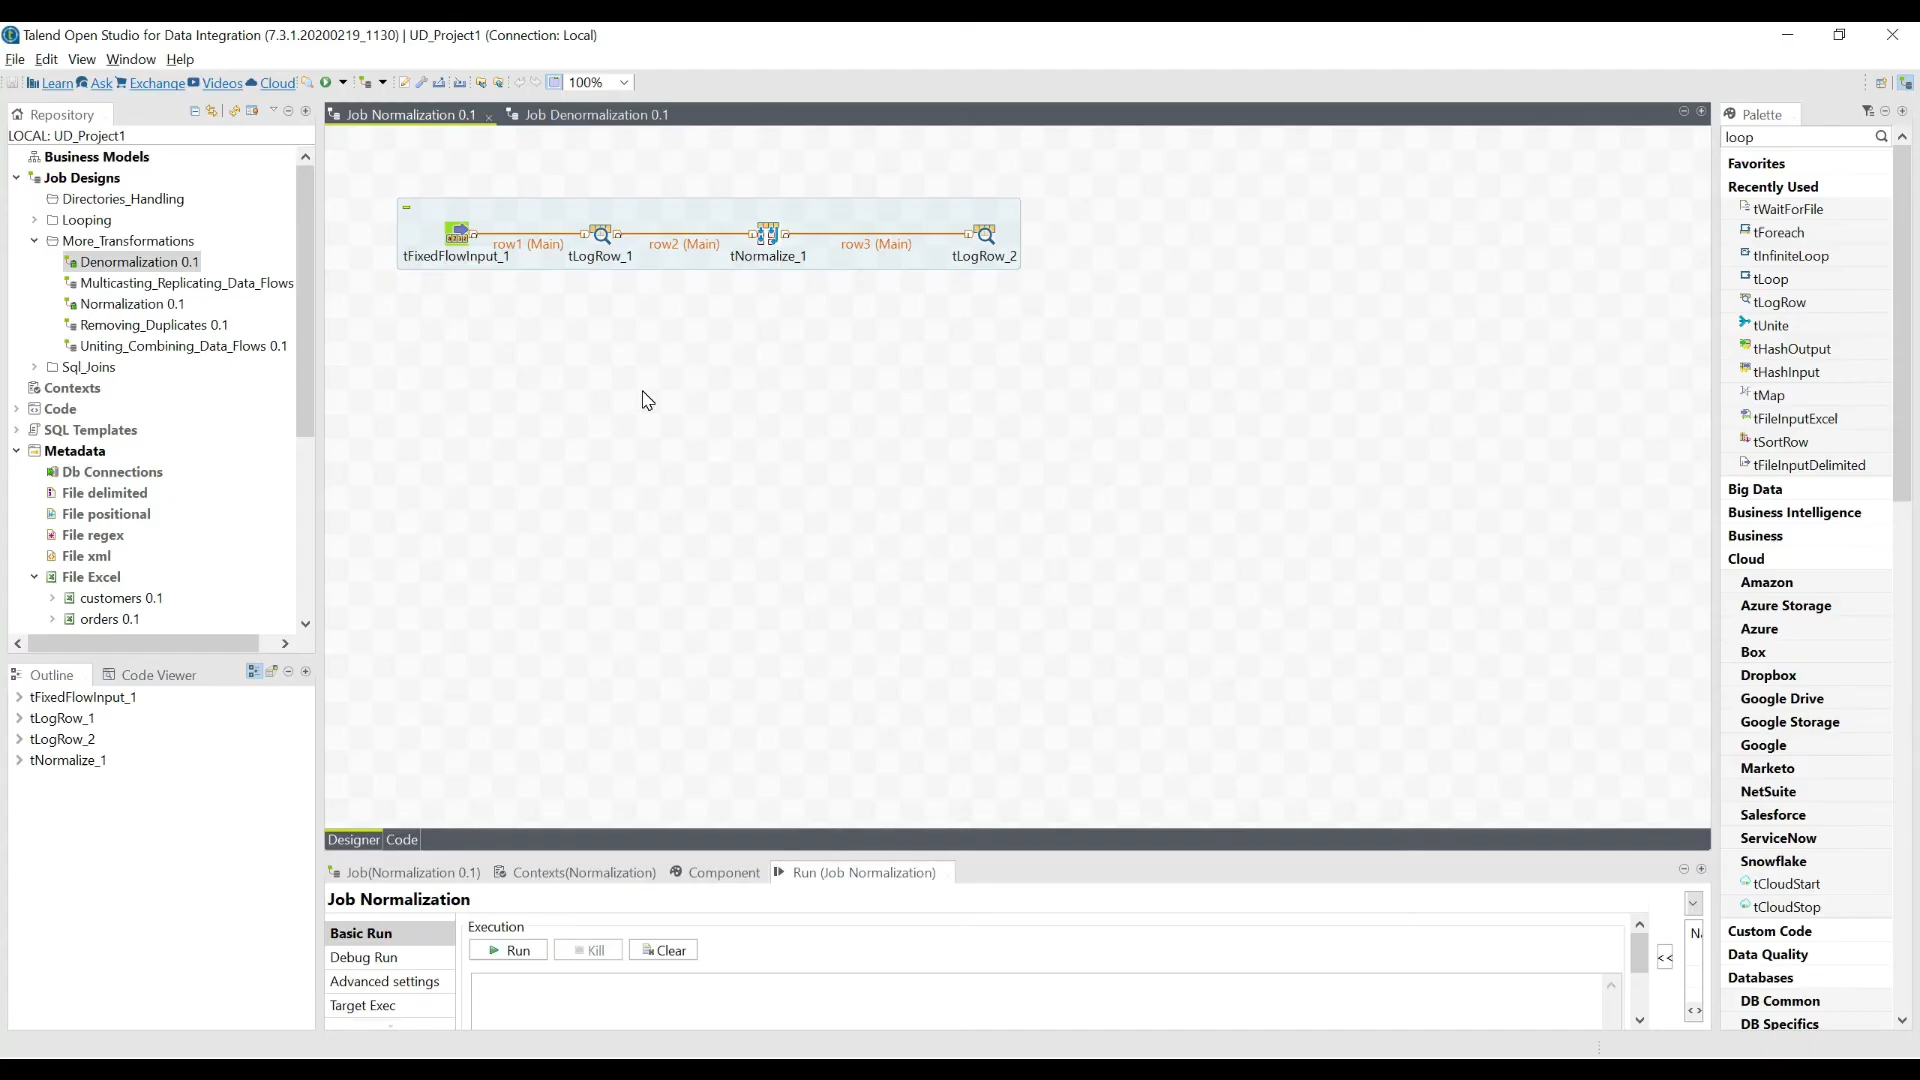 Talend Open Studio for Data Integration (7.3.1.20200219_1130) | UD_Project1 (Connection: Local)
File Edit View Window Help
Learn Ask Exchange Videos Cloud 100%
Repository
LOCAL: UD_Project1
Business Models
Job Designs
Directories_Handling
Looping
More_Transformations
Denormalization 0.1
Multicasting_Replicating_Data_Flows
Normalization 0.1
Removing_Duplicates 0.1
Uniting_Combining_Data_Flows 0.1
Sql_Joins
Contexts
Code
SQL Templates
Metadata
Db Connections
File delimited
File positional
File regex
File xml
File Excel
customers 0.1
orders 0.1
Outline Code Viewer
tFixedFlowInput_1
tLogRow_1
tLogRow_2
tNormalize_1
Job Normalization 0.1 Job Denormalization 0.1
row1 (Main) row2 (Main) row3 (Main)
tFixedFlowInput_1 tLogRow_1 tNormalize_1 tLogRow_2
Designer Code
Job(Normalization 0.1) Contexts(Normalization) Component Run (Job Normalization)
Job Normalization
Basic Run
Debug Run
Advanced settings
Target Exec
Execution
Run Kill Clear
<<
Na
Palette
loop
Favorites
Recently Used
tWaitForFile
tForeach
tInfiniteLoop
tLoop
tLogRow
tUnite
tHashOutput
tHashInput
tMap
tFileInputExcel
tSortRow
tFileInputDelimited
Big Data
Business Intelligence
Business
Cloud
Amazon
Azure Storage
Azure
Box
Dropbox
Google Drive
Google Storage
Google
Marketo
NetSuite
Salesforce
ServiceNow
Snowflake
tCloudStart
tCloudStop
Custom Code
Data Quality
Databases
DB Common
DB Specifics